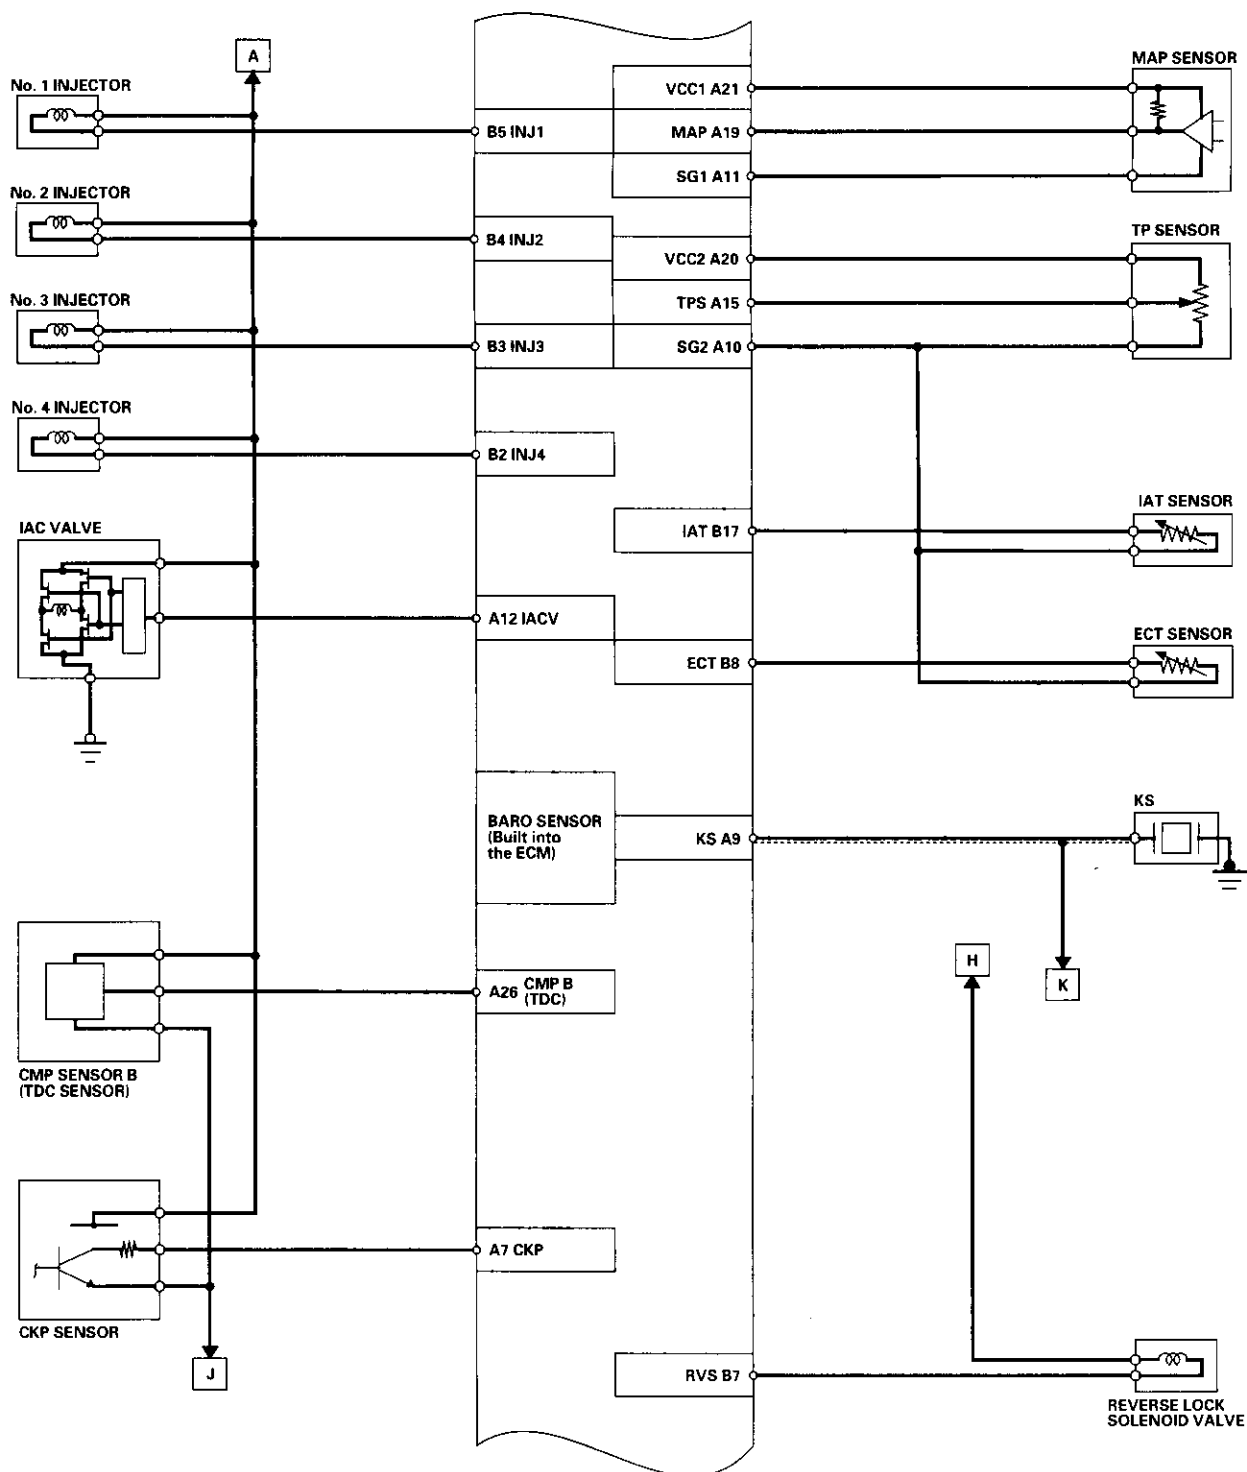 A
No. 1 INJECTOR
MAP SENSOR
VCC1 A21
B5 INJ1
MAP A19
SG1 A11
No. 2 INJECTOR
B4 INJ2
TP SENSOR
VCC2 A20
No. 3 INJECTOR
TPS A15
B3 INJ3
SG2 A10
No. 4 INJECTOR
B2 INJ4
IAC VALVE
IAT SENSOR
IAT B17
A12 IACV
ECT SENSOR
ECT B8
BARO SENSOR
(Built into
the ECM)
KS
KS A9
H
K
A26 CMP B
(TDC)
CMP SENSOR B
(TDC SENSOR)
A7 CKP
CKP SENSOR
J
RVS B7
REVERSE LOCK
SOLENOID VALVE